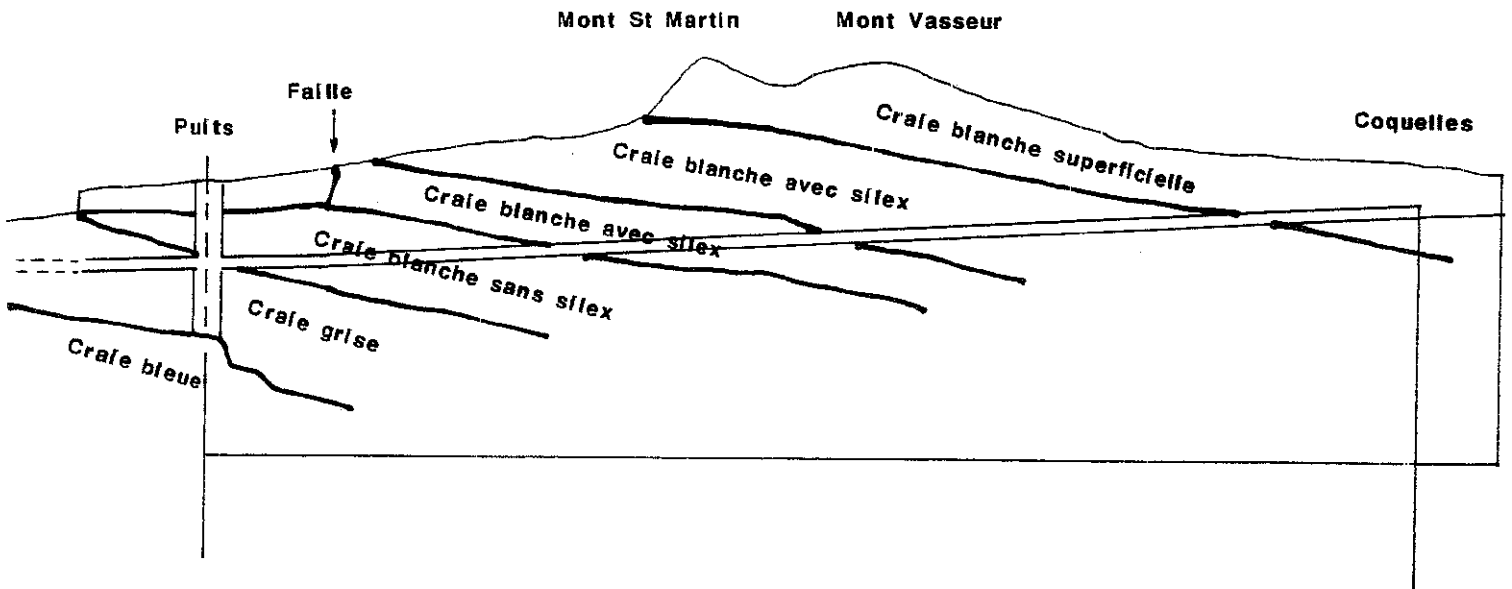 Mont St Martin
Mont Vasseur
Faille
Puits
Coquelles
Craie blanche superficielle
Craie blanche avec silex
Craie blanche avec silex
Craie blanche sans silex
Craie grise
Craie bleue